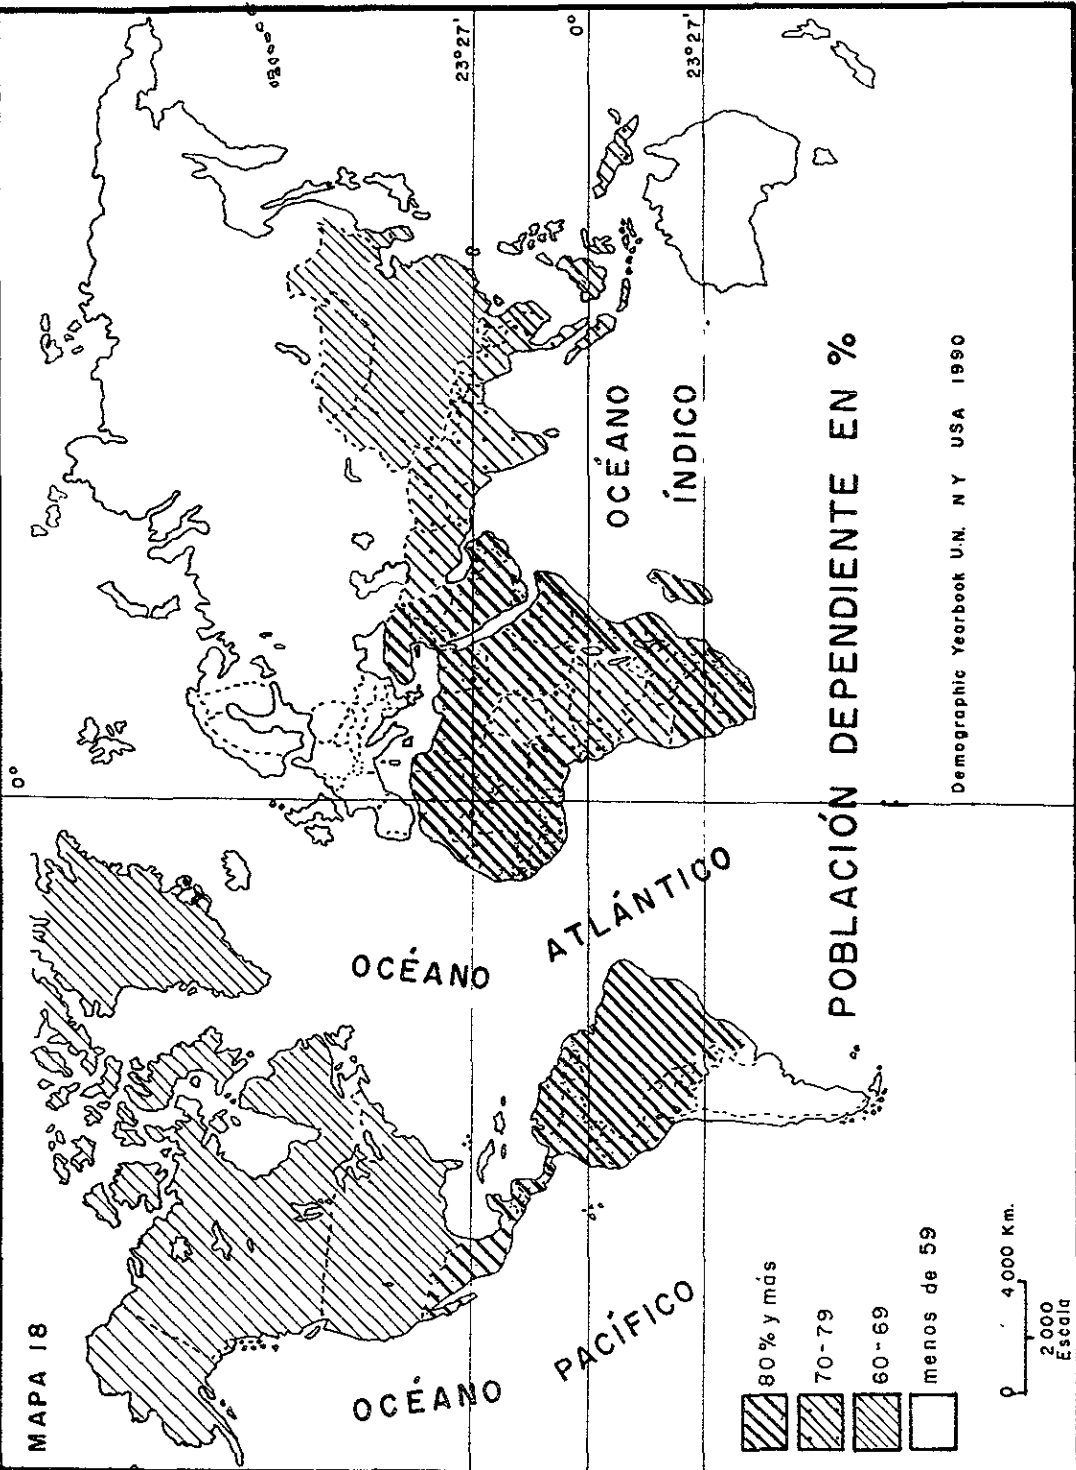 MAPA 18
0°
23°27'
0°
23°27'
OCÉANO
PACÍFICO
OCÉANO
ATLÁNTICO
OCÉANO
ÍNDICO
POBLACIÓN DEPENDIENTE EN %
80% y más
70-79
60-69
menos de 59
0
2000
4000 Km.
Escala
Demographic Yearbook U.N. N Y USA 1990